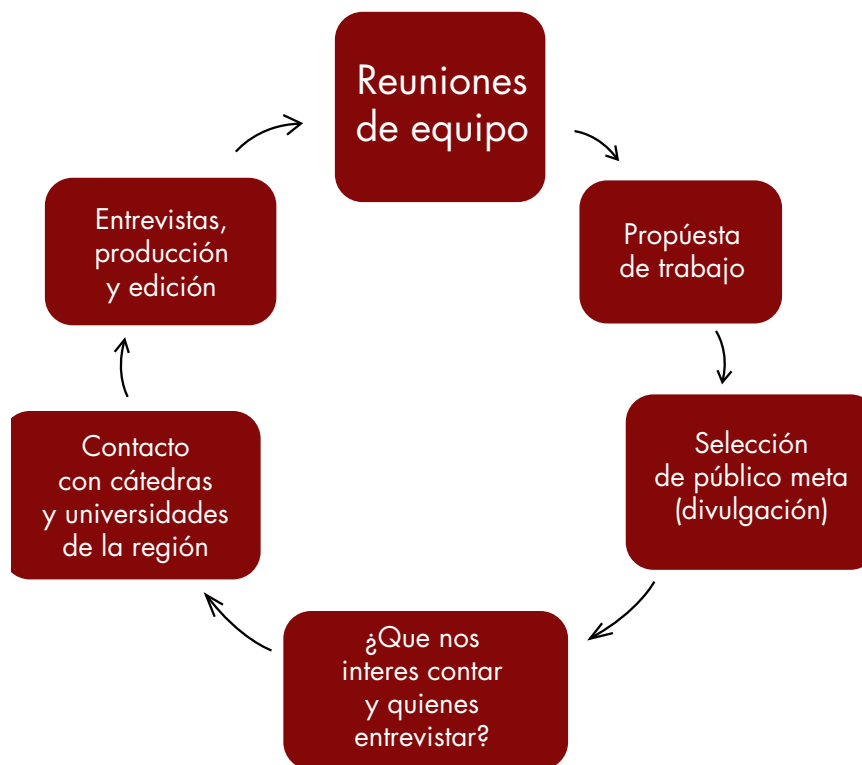 Reuniones
de equipo
Propúesta
de trabajo
Selección
de público meta
(divulgación)
¿Que nos
interes contar
y quienes
entrevistar?
Contacto
con cátedras
y universidades
de la región
Entrevistas,
producción
y edición